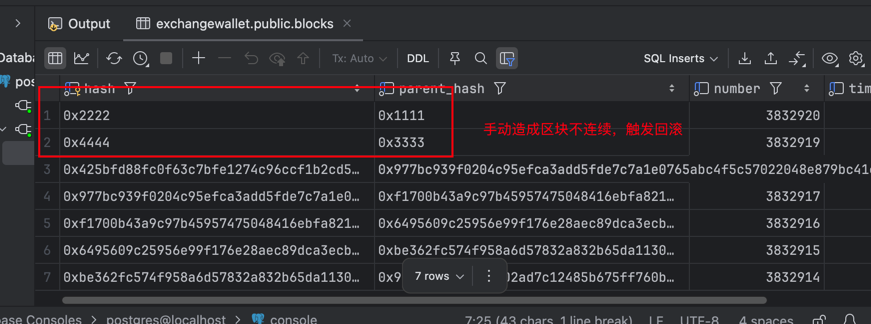 Output
exchangewallet.public.blocks
Databa
Tx: Auto
DDL
SQL Inserts
pos
hash
parent_hash
number
tim
1 0x2222 0x1111 3832920
手动造成区块不连续，触发回滚
2 0x4444 0x3333 3832919
3 0x425bfd88fc0f63c7bfe1274c96ccf1b2cd5… 0x977bc939f0204c95efca3add5fde7c7a1e0765abc4f5c57022048e879bc41
4 0x977bc939f0204c95efca3add5fde7c7a1e0… 0xf1700b43a9c97b45957475048416ebfa821… 3832917
5 0xf1700b43a9c97b45957475048416ebfa821… 0x6495609c25956e99f176e28aec89dca3ecb… 3832916
6 0x6495609c25956e99f176e28aec89dca3ecb… 0xbe362fc574f958a6d57832a832b65da1130… 3832915
7 0xbe362fc574f958a6d57832a832b65da1130… 0x9 02ad7c12485b675ff760b… 3832914
7 rows
base Consoles
postgres@localhost
console
7:25 (43 chars, 1 line break)
LF
UTF-8
4 spaces